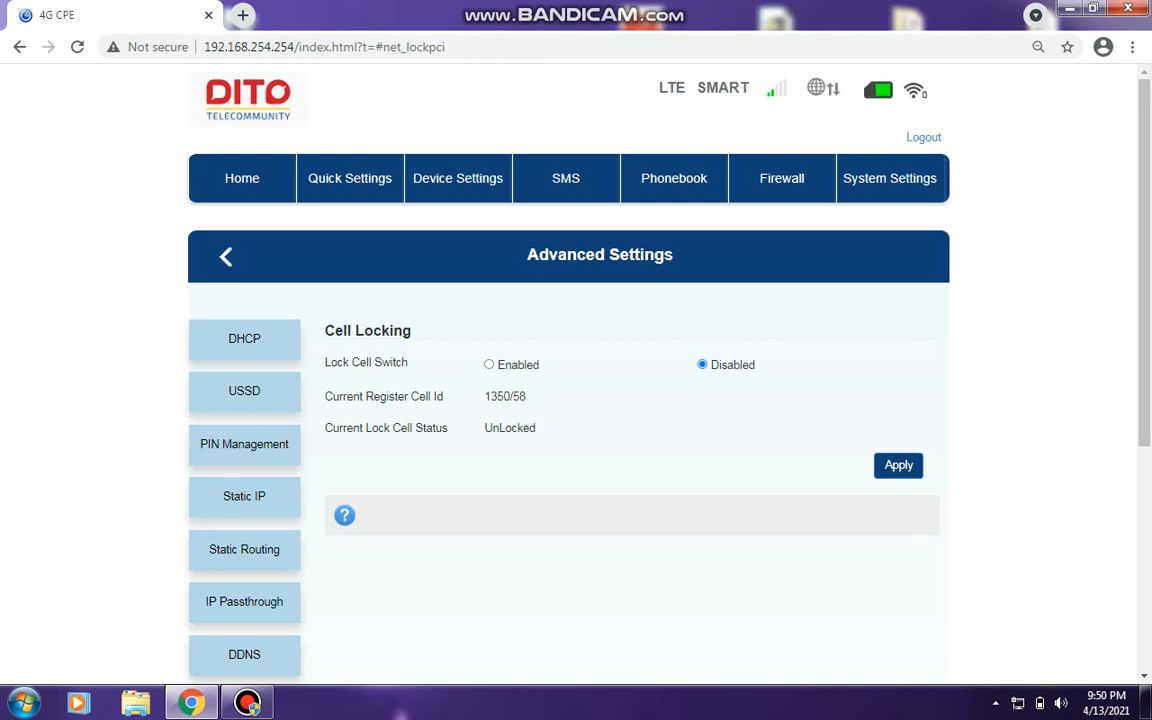 4G CPE
www.BANDICAM.com
Not secure
192.168.254.254/index.html?t=#net_lockpci
DITO
TELECOMMUNITY
LTE SMART
Logout
Home
Quick Settings
Device Settings
SMS
Phonebook
Firewall
System Settings
Advanced Settings
DHCP
USSD
PIN Management
Static IP
Static Routing
IP Passthrough
DDNS
Cell Locking
Lock Cell Switch
Enabled
Disabled
Current Register Cell Id
1350/58
Current Lock Cell Status
UnLocked
Apply
9:50 PM
4/13/2021